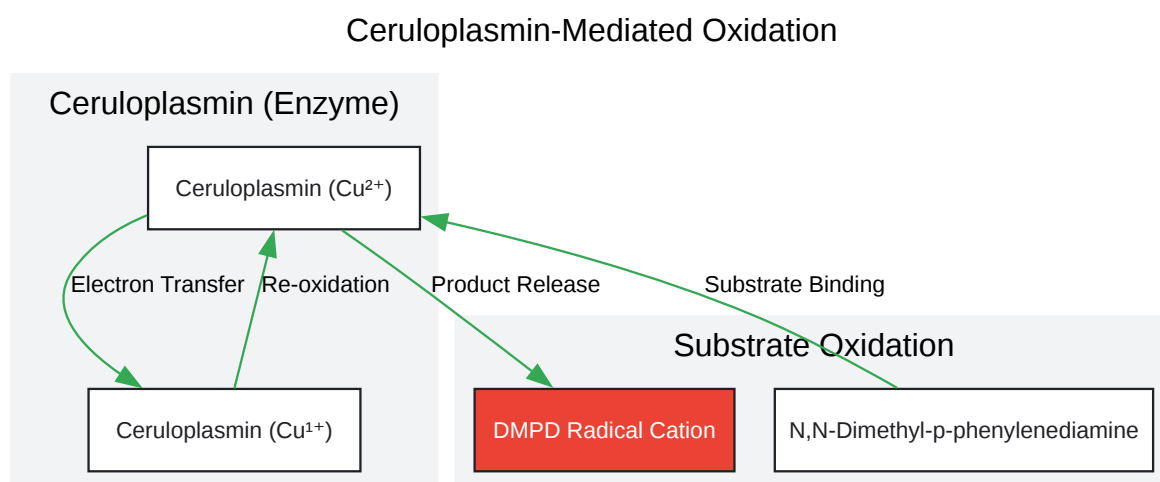 Ceruloplasmin-Mediated Oxidation
Ceruloplasmin (Enzyme)
Ceruloplasmin (Cu²⁺)
Electron Transfer
Re-oxidation
Product Release
Substrate Binding
Substrate Oxidation
Ceruloplasmin (Cu¹⁺)
DMPD Radical Cation
N,N-Dimethyl-p-phenylenediamine